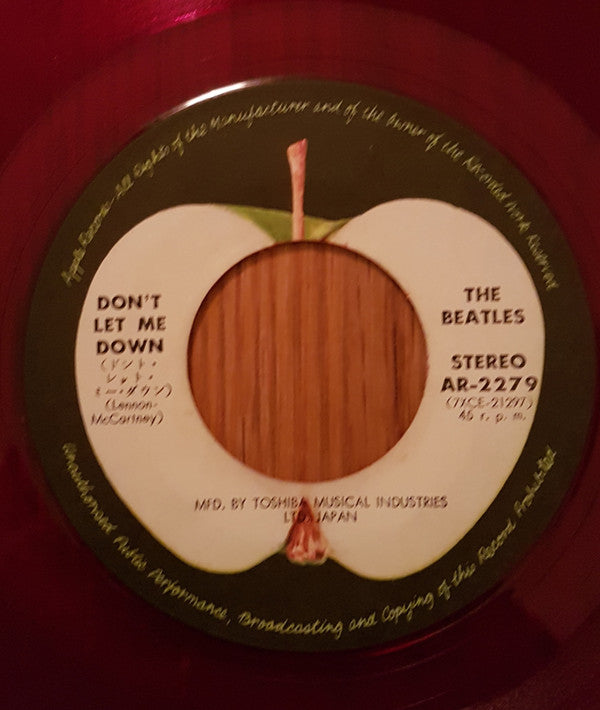 Apple Records - All Rights of the Manufacturer and of the Owner of the Recorded Work Reserved
DON'T
LET ME
DOWN
(ドント・
レット・
ミー・ダウン)
(Lennon-
McCartney)
THE
BEATLES
STEREO
AR-2279
(7XCE-21297)
45 r. p. m.
MFD. BY TOSHIBA MUSICAL INDUSTRIES
LTD. JAPAN
Unauthorised Public Performance, Broadcasting and Copying of this Record Prohibited